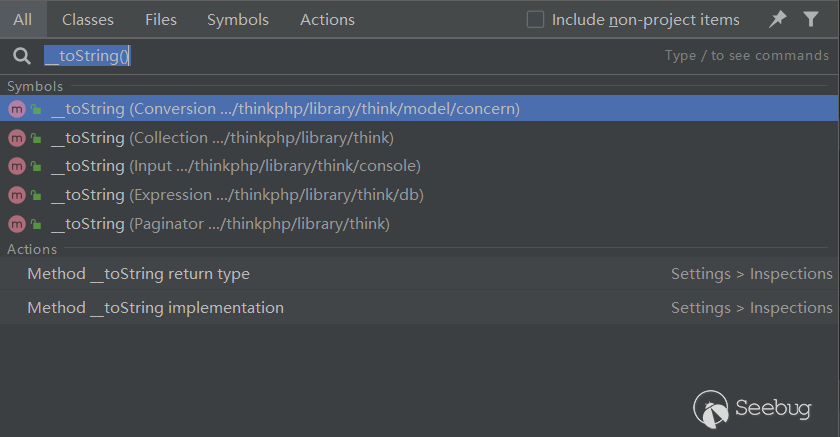 All Classes Files Symbols Actions Include non-project items
__toString() Type / to see commands
Symbols
m __toString (Conversion .../thinkphp/library/think/model/concern)
m __toString (Collection .../thinkphp/library/think)
m __toString (Input .../thinkphp/library/think/console)
m __toString (Expression .../thinkphp/library/think/db)
m __toString (Paginator .../thinkphp/library/think)
Actions
Method __toString return type Settings > Inspections
Method __toString implementation Settings > Inspections
Seebug